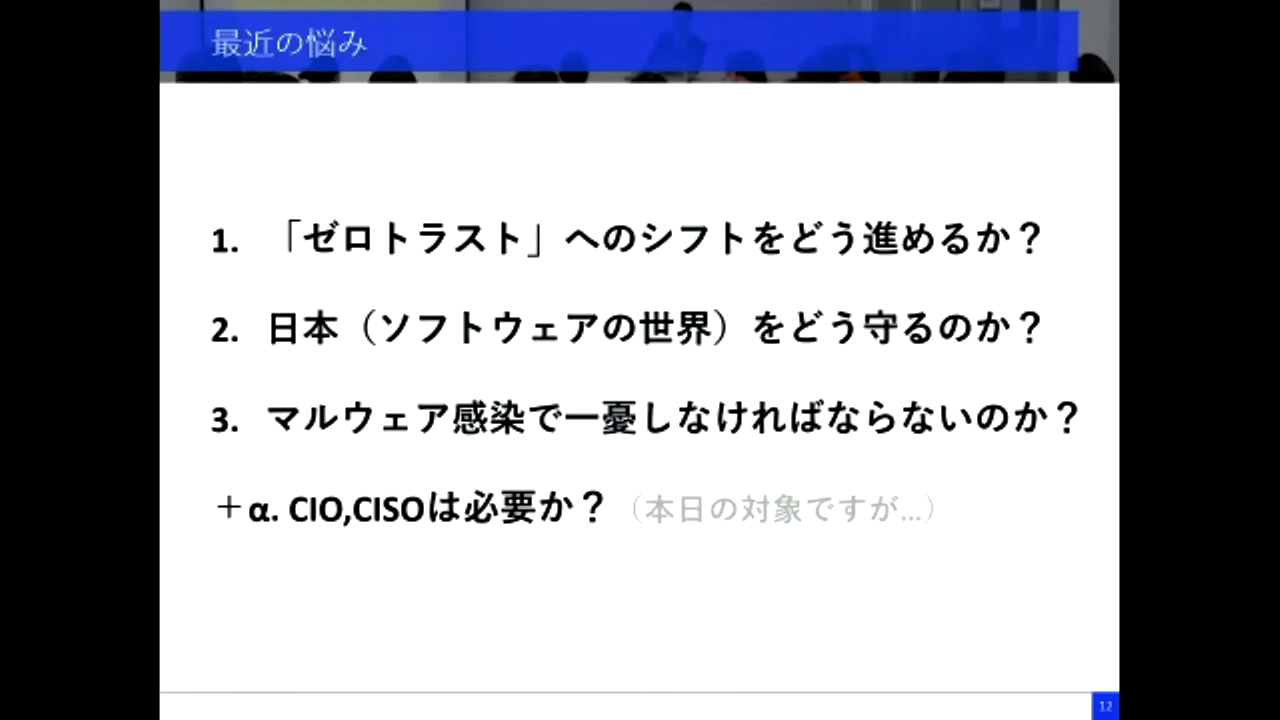 最近の悩み
1. 「ゼロトラスト」へのシフトをどう進めるか？
2. 日本（ソフトウェアの世界）をどう守るのか？
3. マルウェア感染で一憂しなければならないのか？
＋α. CIO,CISOは必要か？（本日の対象ですが…）
12